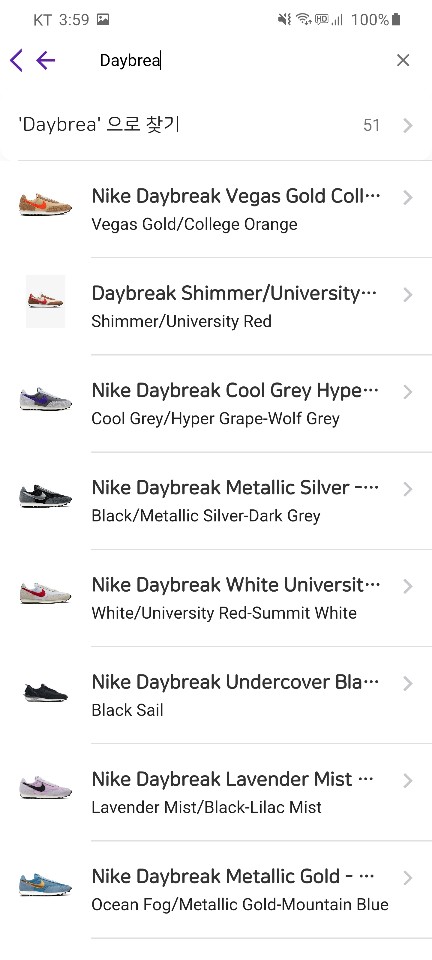 KT 3:59 100%
Daybrea
'Daybrea' 으로 찾기 51
Nike Daybreak Vegas Gold Coll···
Vegas Gold/College Orange
Daybreak Shimmer/University···
Shimmer/University Red
Nike Daybreak Cool Grey Hype···
Cool Grey/Hyper Grape-Wolf Grey
Nike Daybreak Metallic Silver -···
Black/Metallic Silver-Dark Grey
Nike Daybreak White Universit···
White/University Red-Summit White
Nike Daybreak Undercover Bla···
Black Sail
Nike Daybreak Lavender Mist ···
Lavender Mist/Black-Lilac Mist
Nike Daybreak Metallic Gold - ···
Ocean Fog/Metallic Gold-Mountain Blue